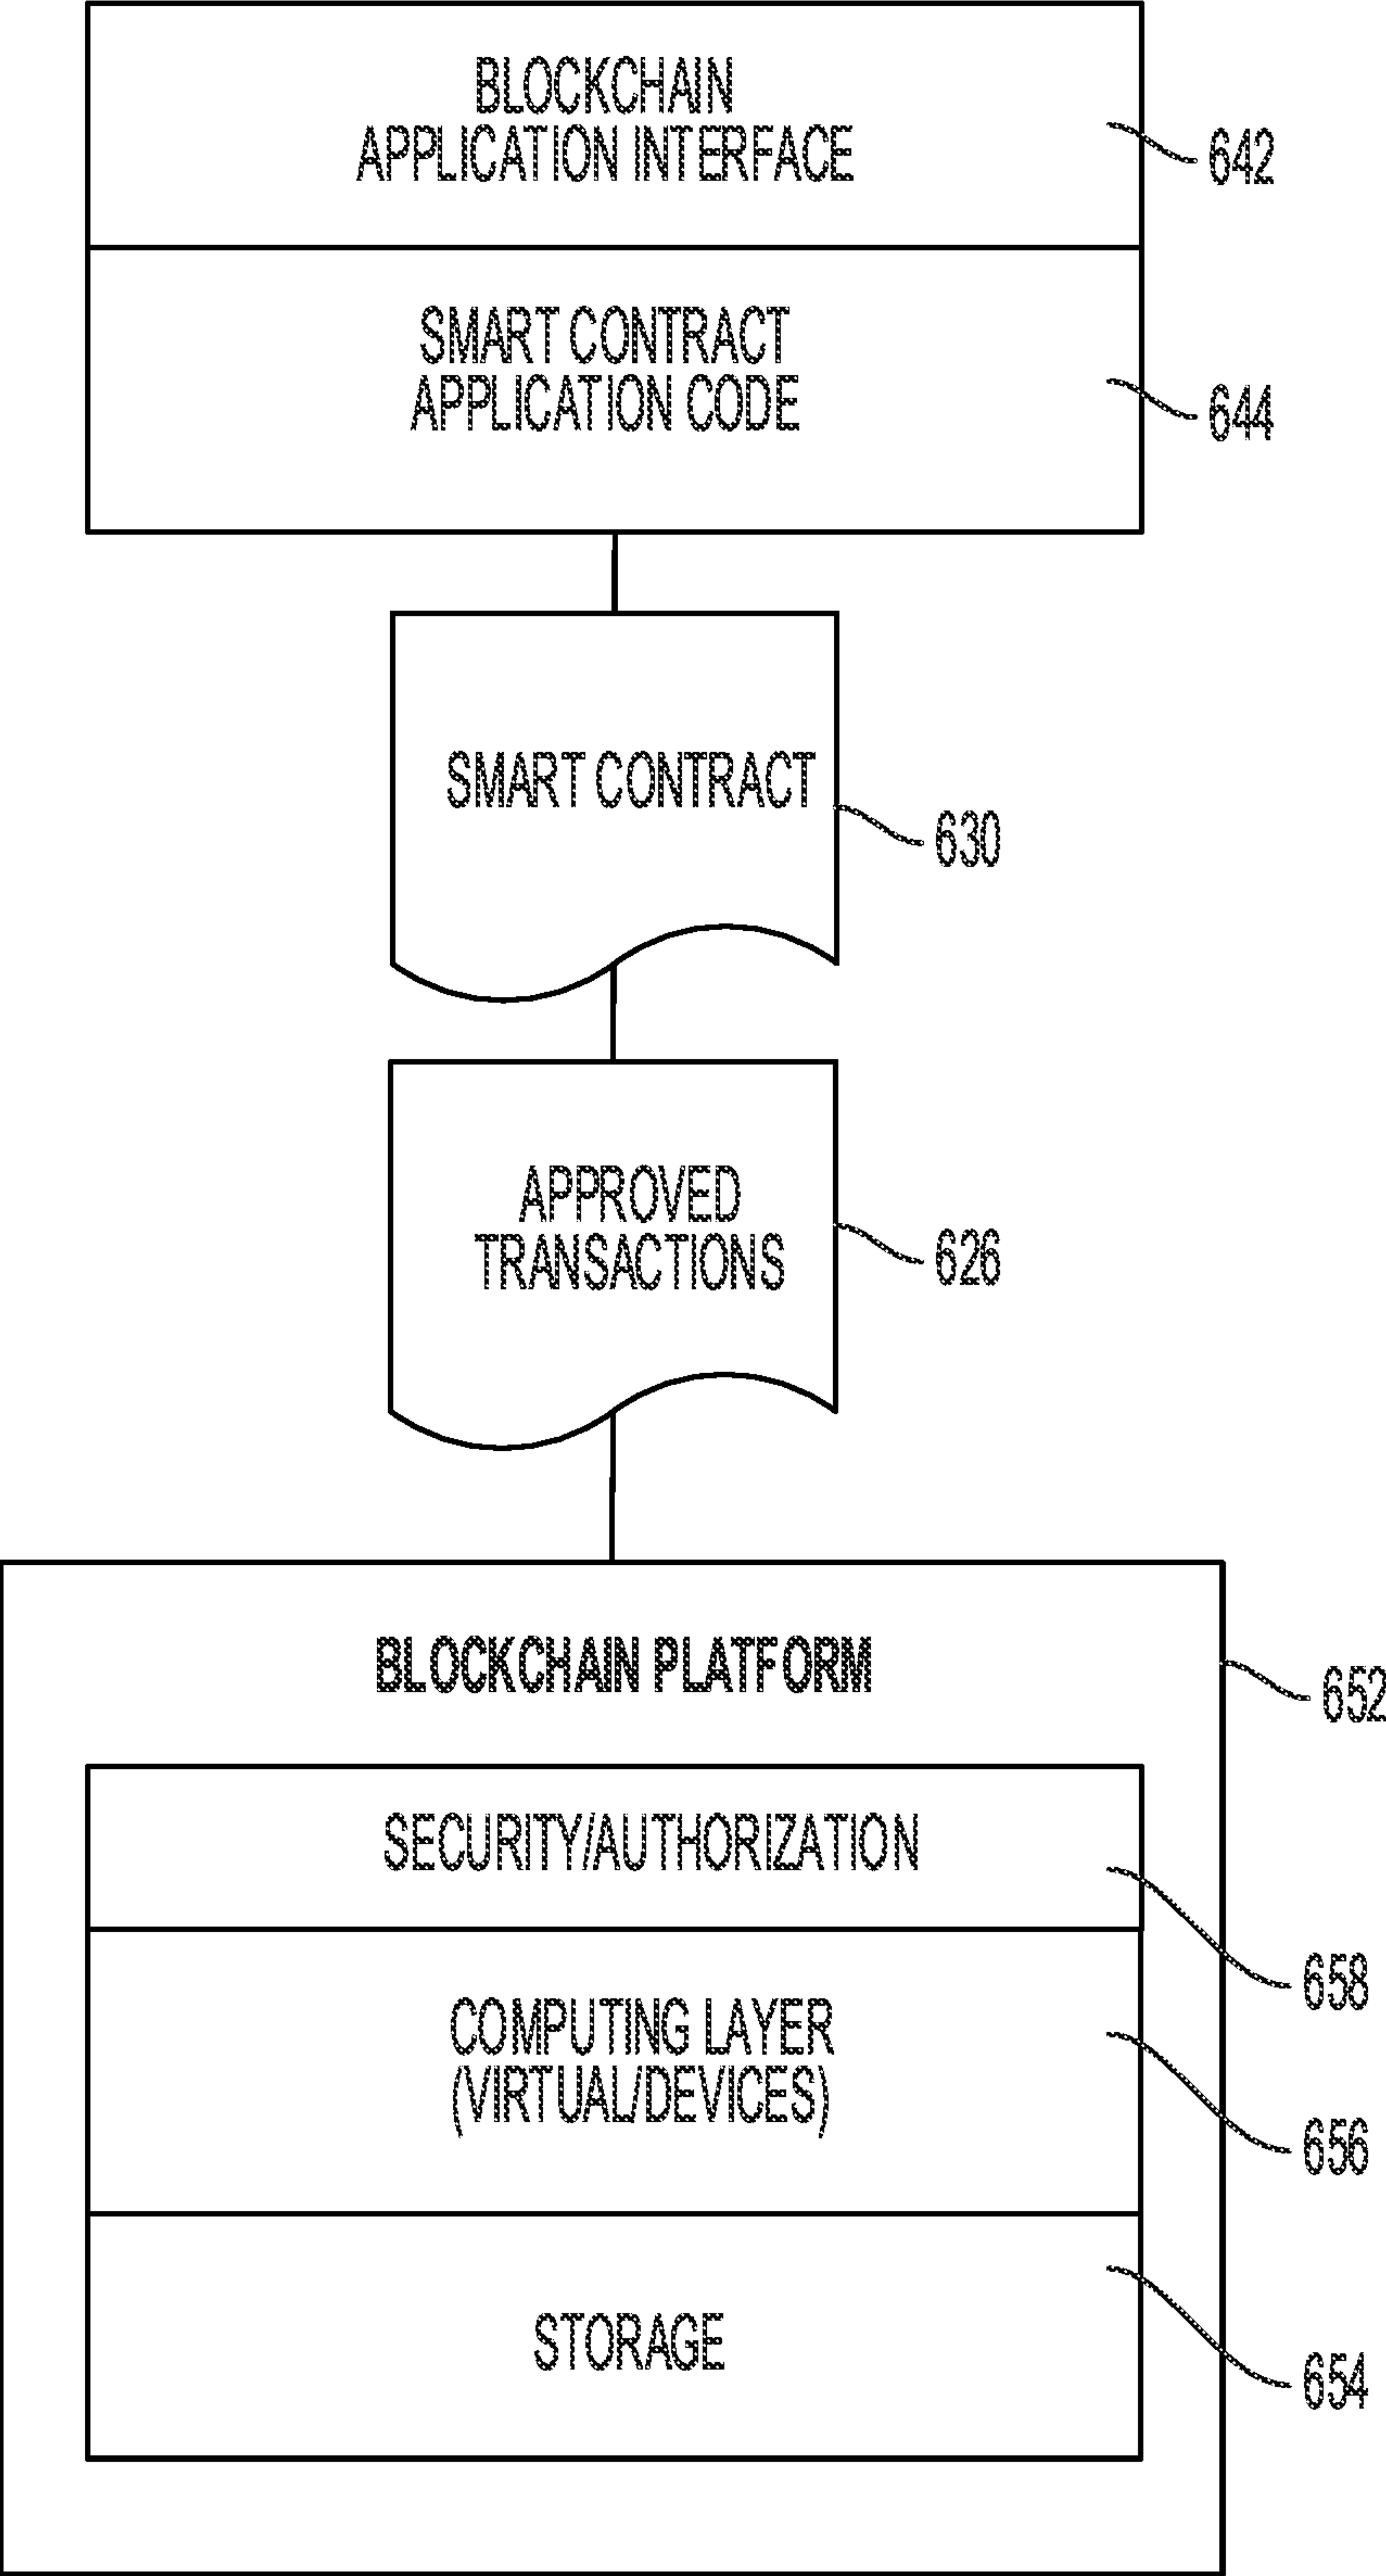 BLOCKCHAIN
APPLICATION INTERFACE
642
SMART CONTRACT
APPLICATION CODE
644
SMART CONTRACT
630
APPROVED
TRANSACTIONS
626
BLOCKCHAIN PLATFORM
652
SECURITY/AUTHORIZATION
658
COMPUTING LAYER
(VIRTUAL/DEVICES)
656
STORAGE
654